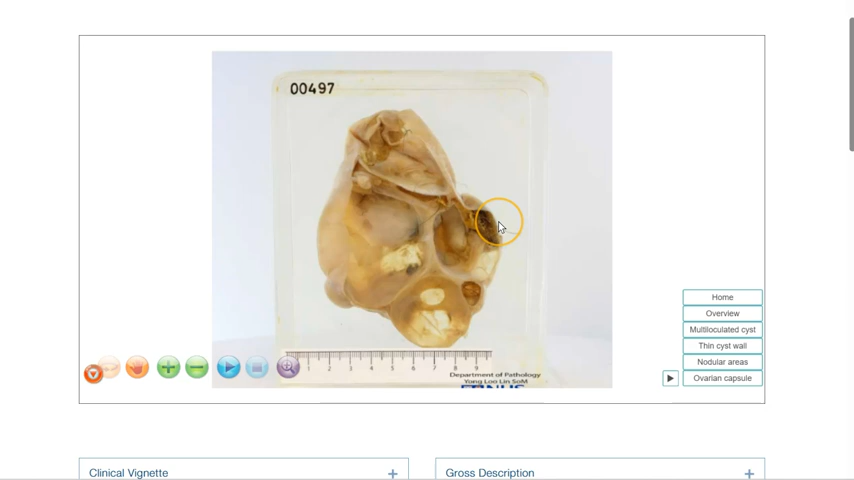 00497
1 2 3 4 5 6 7 8 9
Department of Pathology
Yong Loo Lin SoM
Home
Overview
Multiloculated cyst
Thin cyst wall
Nodular areas
Ovarian capsule
Clinical Vignette +
Gross Description +